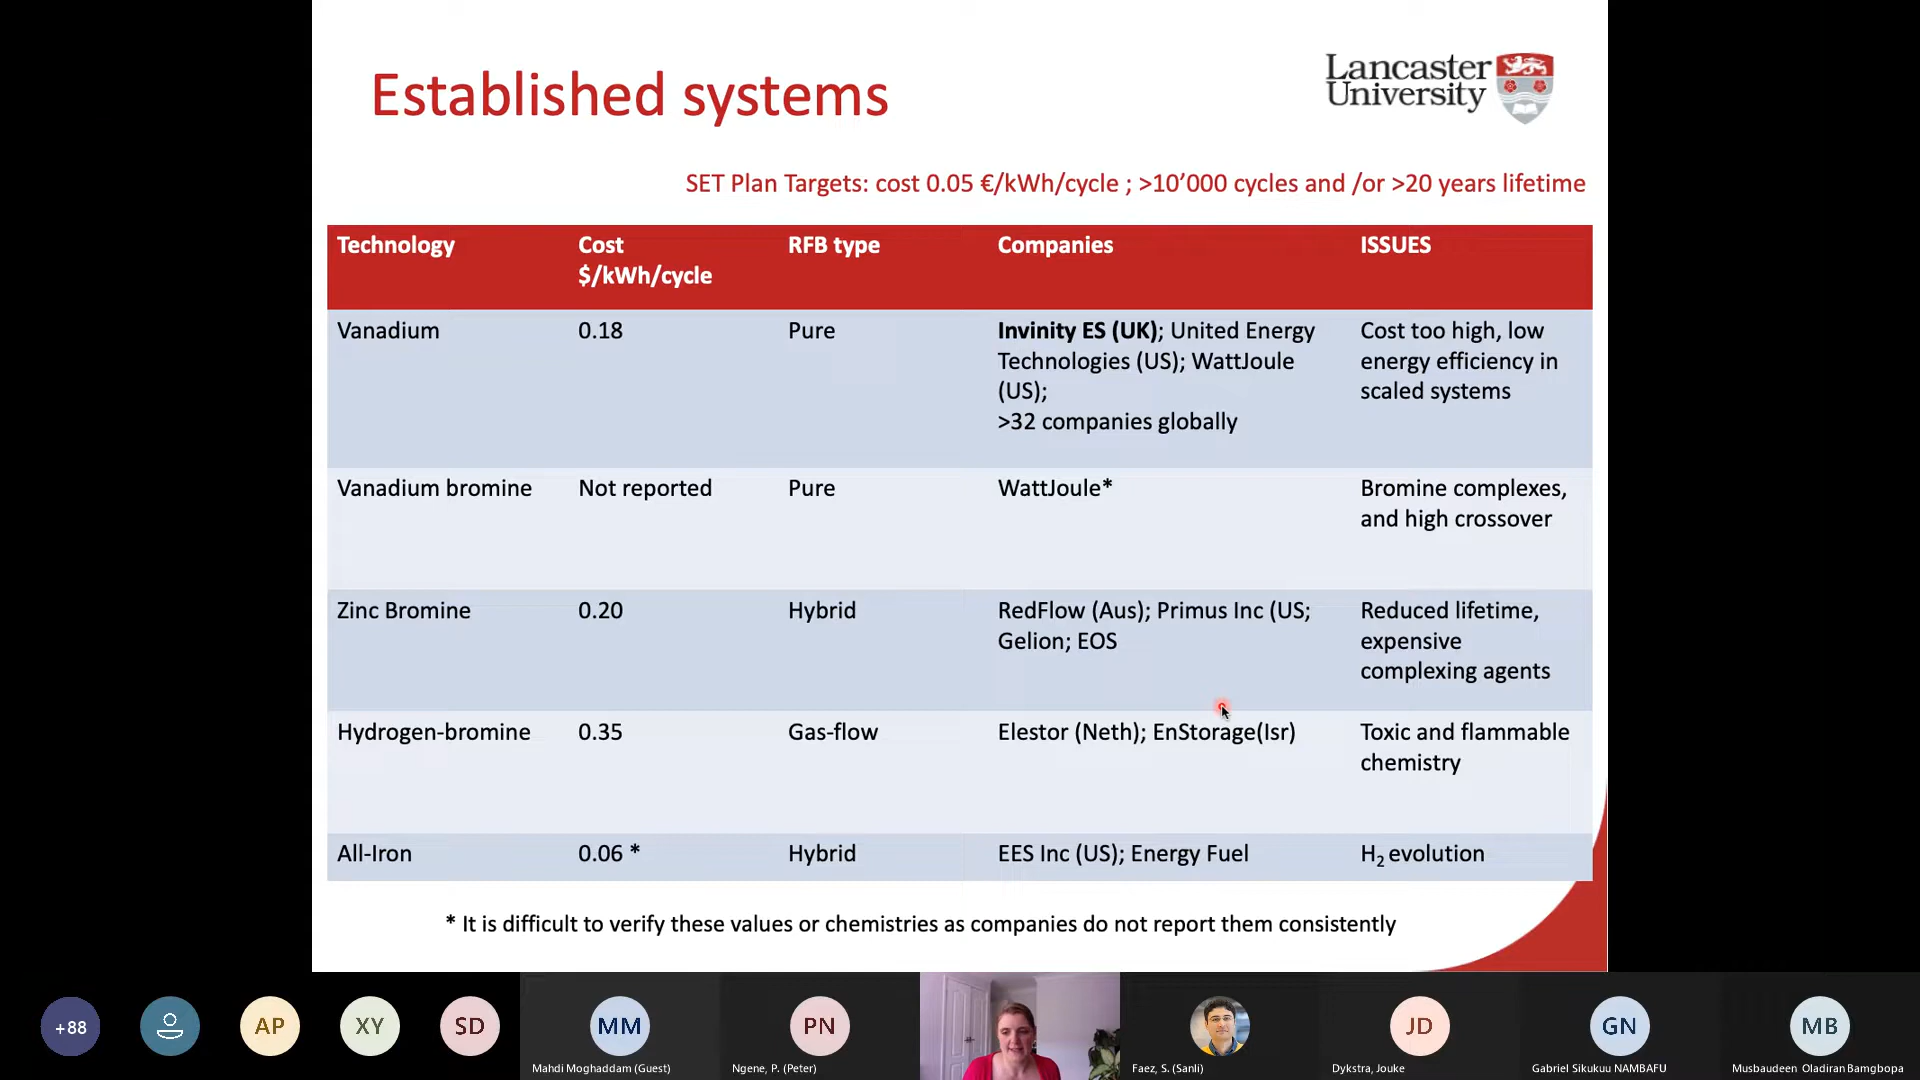 Established systems
Lancaster
University
SET Plan Targets: cost 0.05 €/kWh/cycle ; >10’000 cycles and /or >20 years lifetime
Technology
Cost
$/kWh/cycle
RFB type
Companies
ISSUES
Vanadium
0.18
Pure
Invinity ES (UK); United Energy
Technologies (US); WattJoule
(US);
>32 companies globally
Cost too high, low
energy efficiency in
scaled systems
Vanadium bromine
Not reported
Pure
WattJoule*
Bromine complexes,
and high crossover
Zinc Bromine
0.20
Hybrid
RedFlow (Aus); Primus Inc (US;
Gelion; EOS
Reduced lifetime,
expensive
complexing agents
Hydrogen-bromine
0.35
Gas-flow
Elestor (Neth); EnStorage(Isr)
Toxic and flammable
chemistry
All-Iron
0.06 *
Hybrid
EES Inc (US); Energy Fuel
H2 evolution
* It is difficult to verify these values or chemistries as companies do not report them consistently
+88
AP
XY
SD
MM
Mahdi Moghaddam (Guest)
PN
Ngene, P. (Peter)
Faez, S. (Sanli)
JD
Dykstra, Jouke
GN
Gabriel Sikukuu NAMBAFU
MB
Musbaudeen Oladiran Bamgbopa